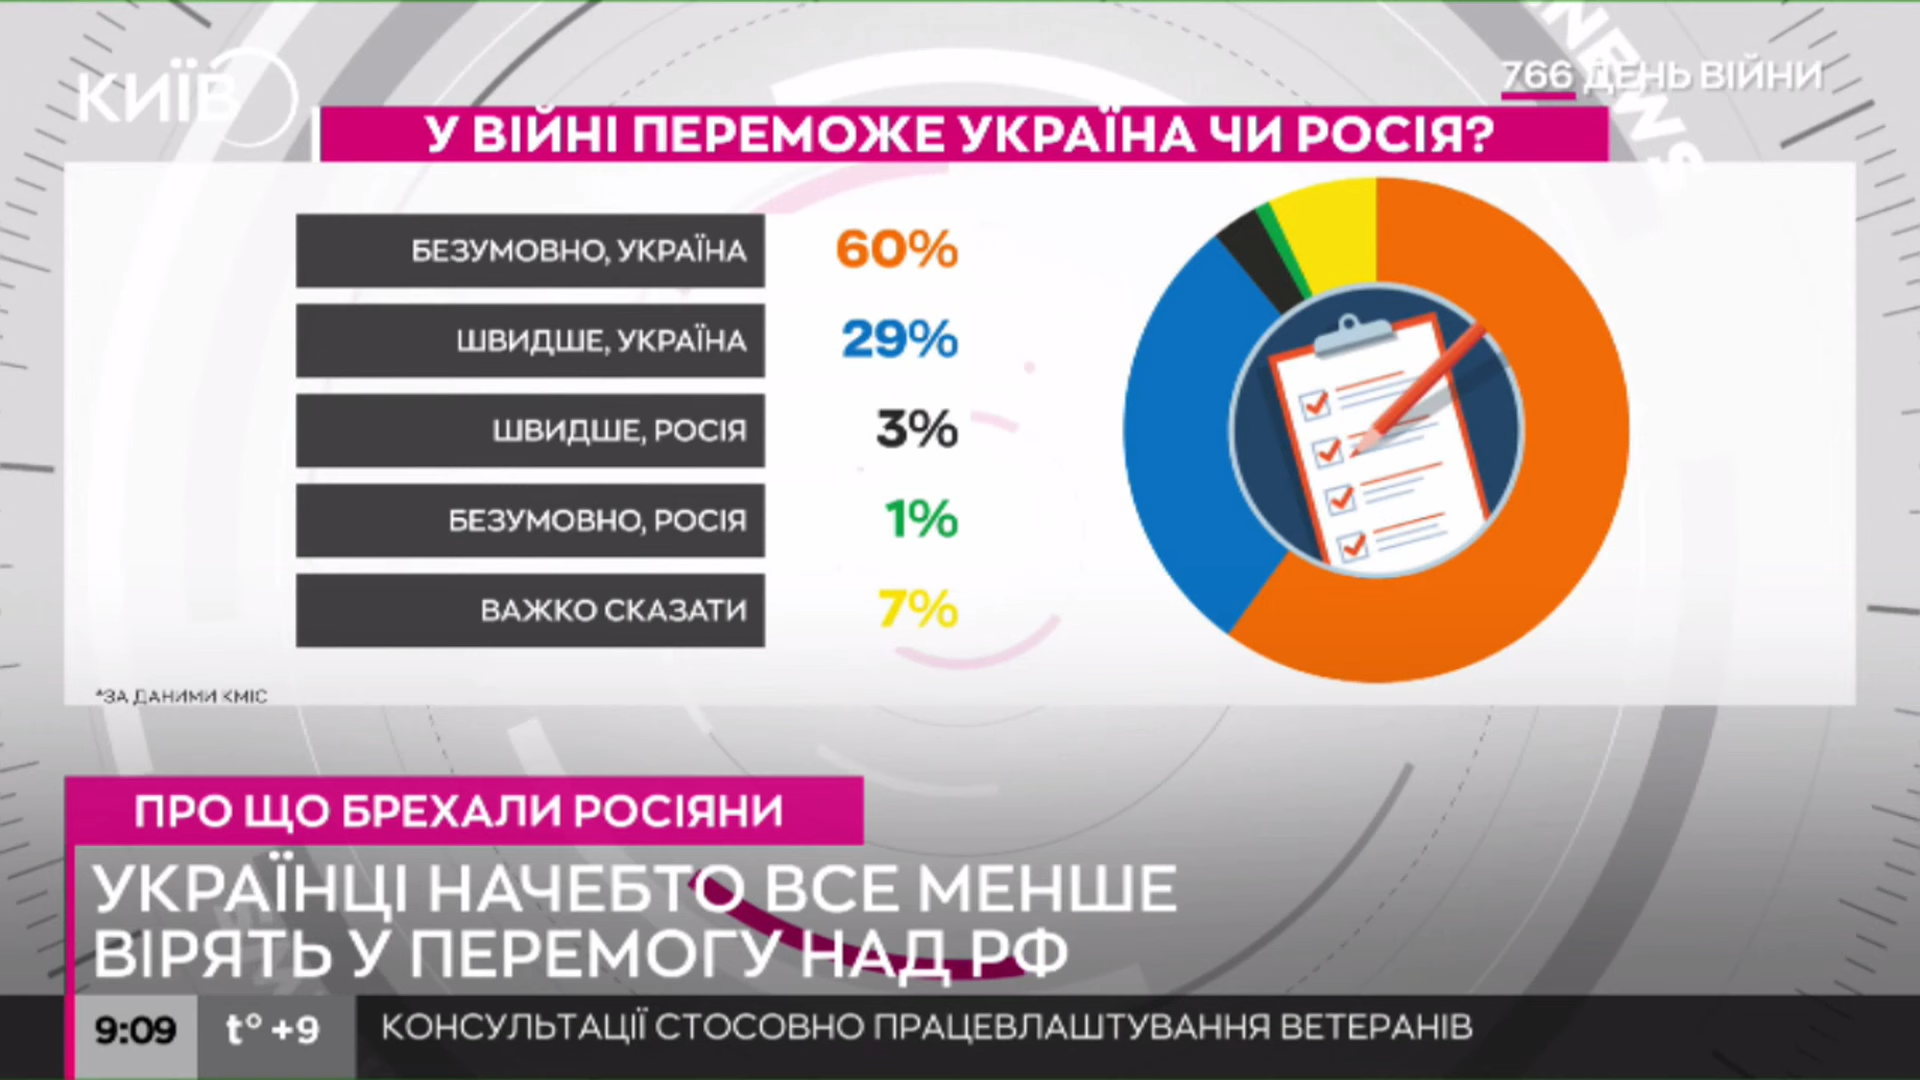 КИЇВ
766 ДЕНЬ ВІЙНИ
NEWS
У ВІЙНІ ПЕРЕМОЖЕ УКРАЇНА ЧИ РОСІЯ?
БЕЗУМОВНО, УКРАЇНА 60%
ШВИДШЕ, УКРАЇНА 29%
ШВИДШЕ, РОСІЯ 3%
БЕЗУМОВНО, РОСІЯ 1%
ВАЖКО СКАЗАТИ 7%
*ЗА ДАНИМИ КМІС
ПРО ЩО БРЕХАЛИ РОСІЯНИ
УКРАЇНЦІ НАЧЕБТО ВСЕ МЕНШЕ
ВІРЯТЬ У ПЕРЕМОГУ НАД РФ
9:09 t° +9 КОНСУЛЬТАЦІЇ СТОСОВНО ПРАЦЕВЛАШТУВАННЯ ВЕТЕРАНІВ